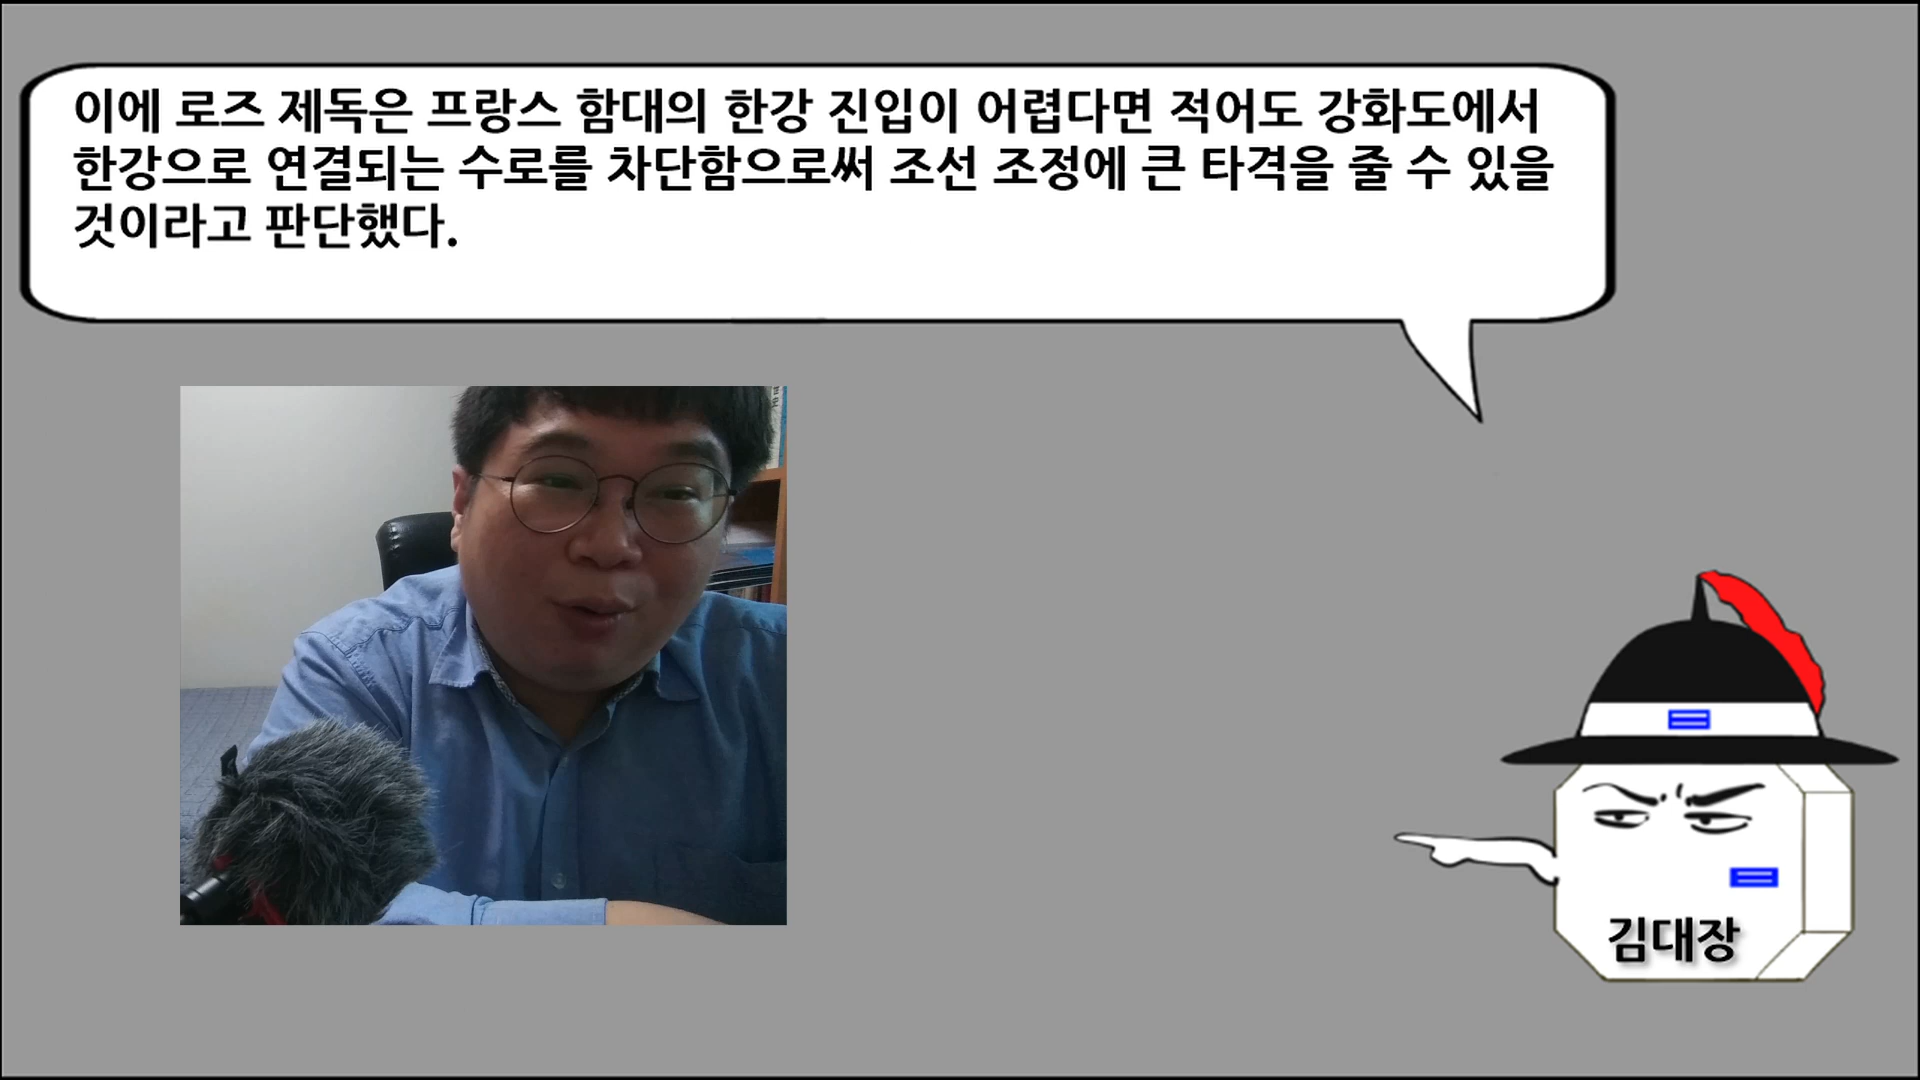 이에 로즈 제독은 프랑스 함대의 한강 진입이 어렵다면 적어도 강화도에서
한강으로 연결되는 수로를 차단함으로써 조선 조정에 큰 타격을 줄 수 있을
것이라고 판단했다.
김대장